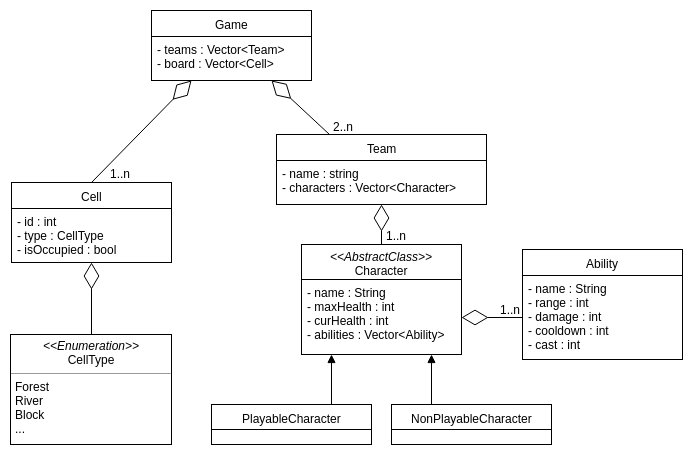 Game
- teams : Vector<Team>
- board : Vector<Cell>
2..n
1..n
Team
- name : string
- characters : Vector<Character>
Cell
- id : int
- type : CellType
- isOccupied : bool
1..n
<<AbstractClass>>
Character
- name : String
- maxHealth : int
- curHealth : int
- abilities : Vector<Ability>
1..n
Ability
- name : String
- range : int
- damage : int
- cooldown : int
- cast : int
<<Enumeration>>
CellType
Forest
River
Block
...
PlayableCharacter
NonPlayableCharacter